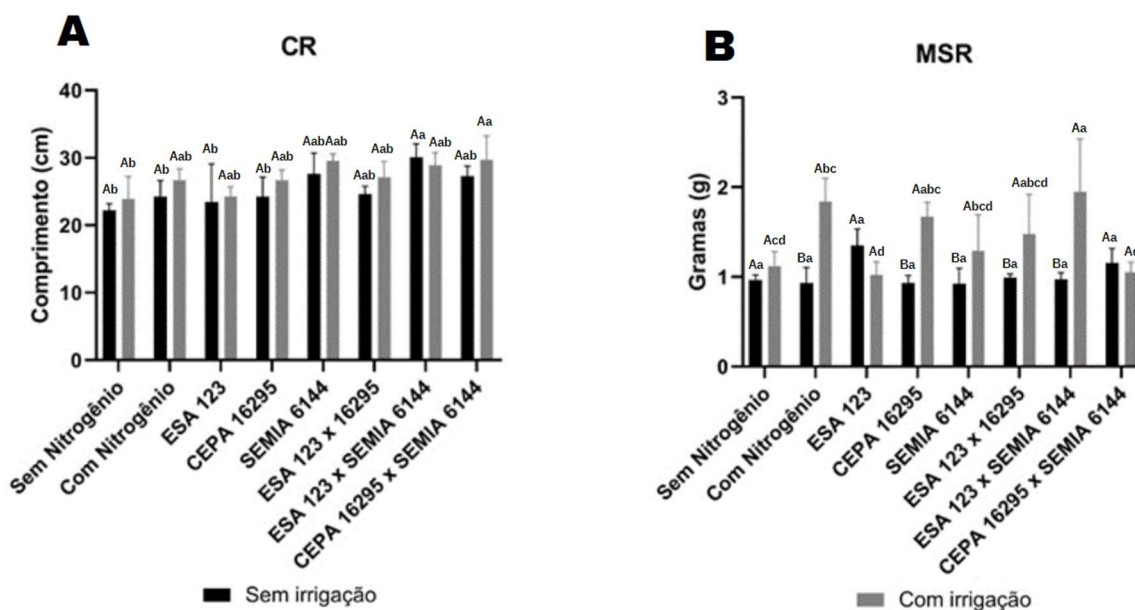 A
CR
Comprimento (cm)
40
30
20
10
0
Ab Ab Ab Aab Ab Aab Ab Aab Aab Aab Aab Aab Aa Aab Aab Aa
Sem Nitrogênio
Com Nitrogênio
ESA 123
CEPA 16295
SEMIA 6144
ESA 123 x 16295
ESA 123 x SEMIA 6144
CEPA 16295 x SEMIA 6144
Sem irrigação
B
MSR
Gramas (g)
3
2
1
0
Aa Acd Ba Abc Aa Ad Ba Aabc Ba Abcd Ba Aabcd Ba Aa Aa Ad
Sem Nitrogênio
Com Nitrogênio
ESA 123
CEPA 16295
SEMIA 6144
ESA 123 x 16295
ESA 123 x SEMIA 6144
CEPA 16295 x SEMIA 6144
Com irrigação